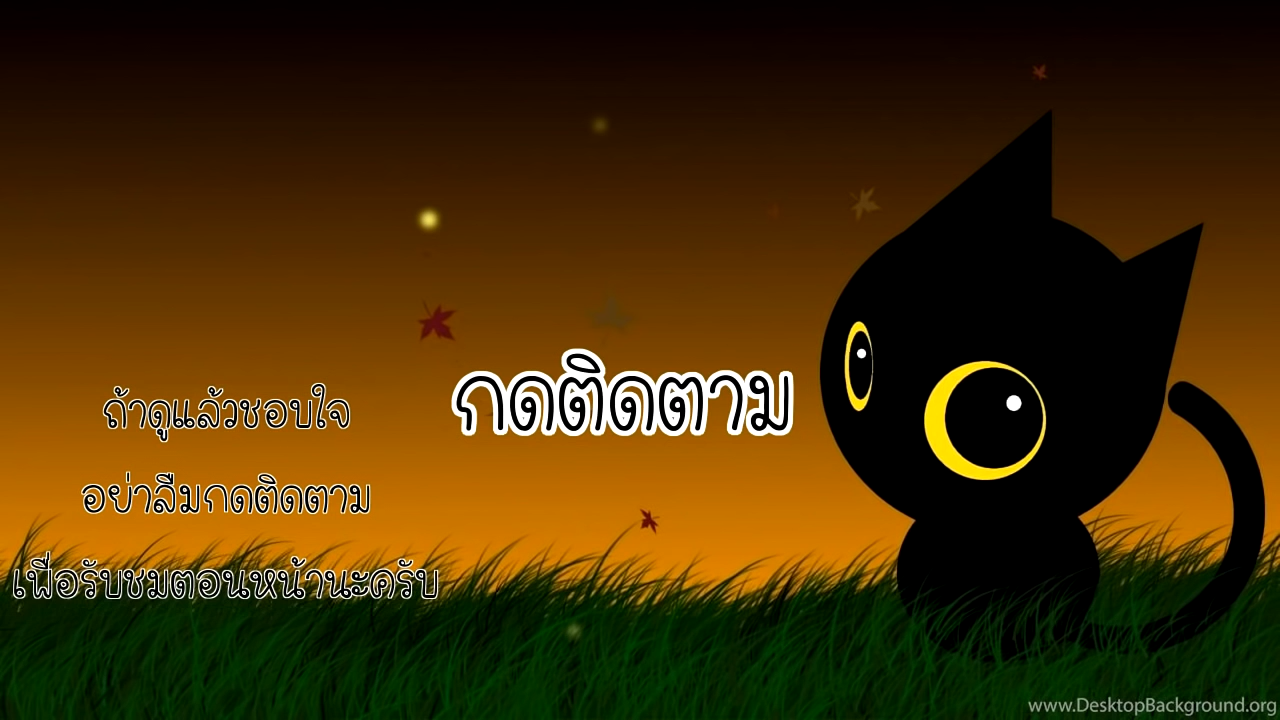 กดติดตาม
ถ้าดูแล้วชอบใจ
อย่าลืมกดติดตาม
เพื่อรับชมตอนหน้านะครับ
www.DesktopBackground.org